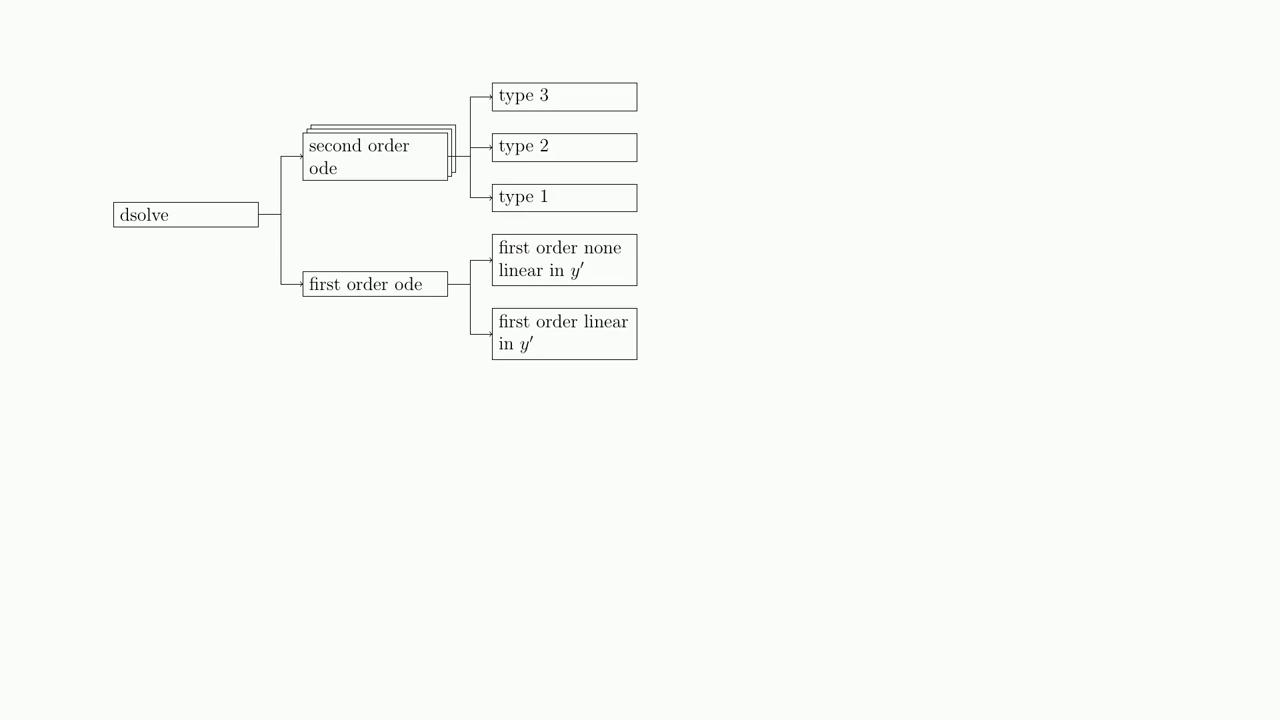 type 3
second order
ode
type 2
type 1
dsolve
first order none
linear in y′
first order ode
first order linear
in y′